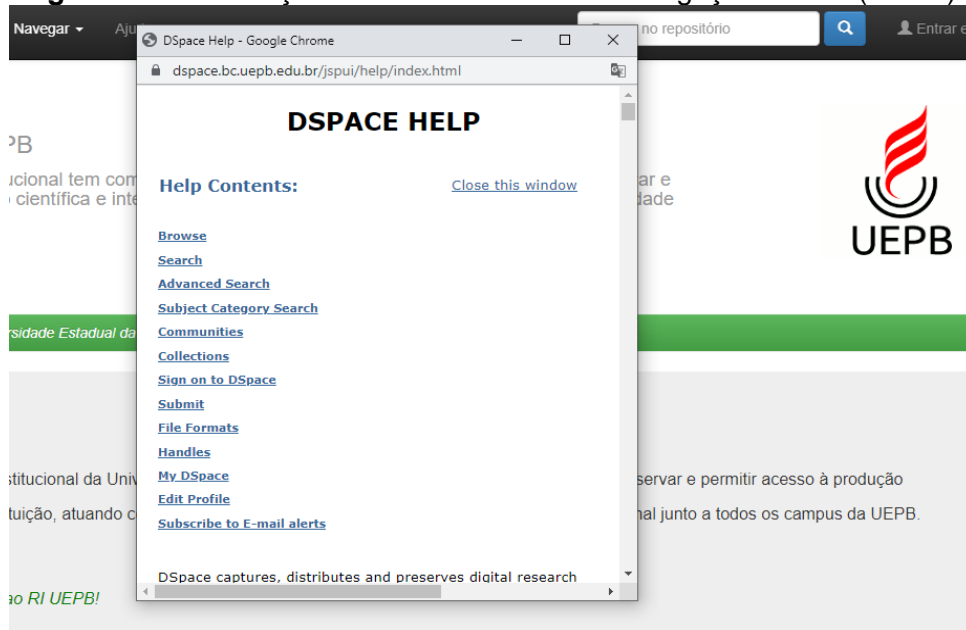 Navegar
DSpace Help - Google Chrome
no repositório
Entrar e
dspace.bc.uepb.edu.br/jspui/help/index.html
DSPACE HELP
Help Contents:
Close this window
ucional tem com
ar e
científica e inte
dade
UEPB
Browse
Search
Advanced Search
Subject Category Search
Communities
rsidade Estadual da
Collections
Sign on to DSpace
Submit
File Formats
Handles
My DSpace
stitucional da Univ
servar e permitir acesso à produção
Edit Profile
tuição, atuando c
nal junto a todos os campus da UEPB.
Subscribe to E-mail alerts
DSpace captures, distributes and preserves digital research
ao RI UEPB!